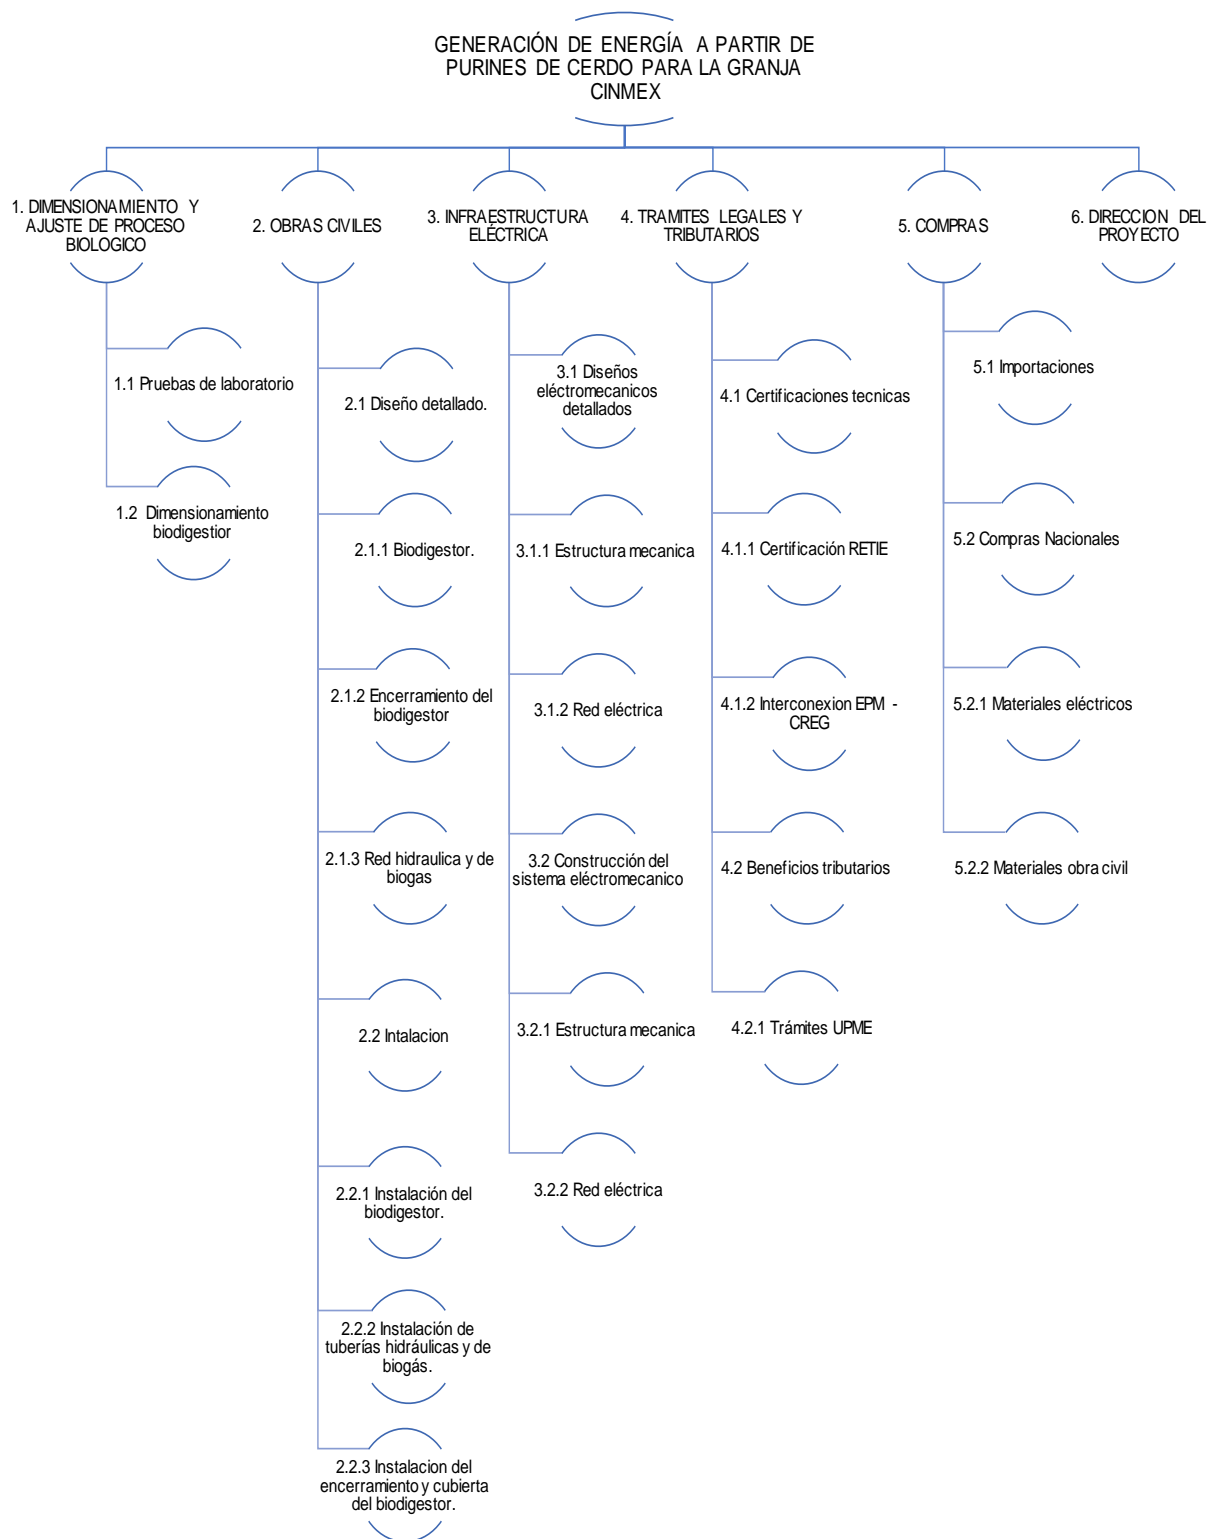 GENERACIÓN DE ENERGÍA A PARTIR DE
PURINES DE CERDO PARA LA GRANJA
CINMEX
1. DIMENSIONAMIENTO Y
AJUSTE DE PROCESO
BIOLOGICO
1.1 Pruebas de laboratorio
1.2 Dimensionamiento
biodigestior
2. OBRAS CIVILES
2.1 Diseño detallado.
2.1.1 Biodigestor.
2.1.2 Encerramiento del
biodigestor
2.1.3 Red hidraulica y de
biogas
2.2 Intalacion
2.2.1 Instalación del
biodigestor.
2.2.2 Instalación de
tuberías hidráulicas y de
biogás.
2.2.3 Instalacion del
encerramiento y cubierta
del biodigestor.
3. INFRAESTRUCTURA
ELÉCTRICA
3.1 Diseños
eléctromecanicos
detallados
3.1.1 Estructura mecanica
3.1.2 Red eléctrica
3.2 Construcción del
sistema eléctromecanico
3.2.1 Estructura mecanica
3.2.2 Red eléctrica
4. TRAMITES LEGALES Y
TRIBUTARIOS
4.1 Certificaciones tecnicas
4.1.1 Certificación RETIE
4.1.2 Interconexion EPM -
CREG
4.2 Beneficios tributarios
4.2.1 Trámites UPME
5. COMPRAS
5.1 Importaciones
5.2 Compras Nacionales
5.2.1 Materiales eléctricos
5.2.2 Materiales obra civil
6. DIRECCION DEL
PROYECTO